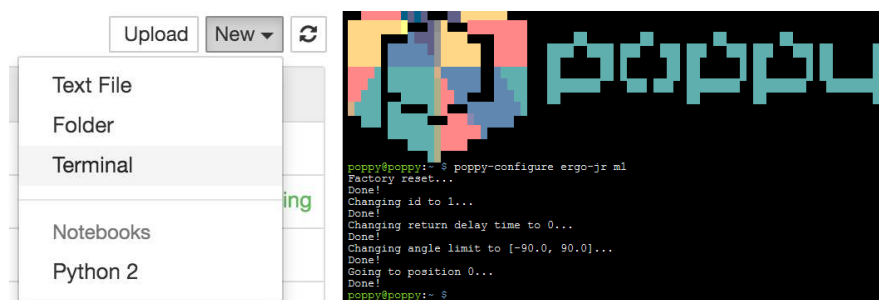 Upload New
Text File
Folder
Terminal
ing
Notebooks
Python 2
poppy
poppy@poppy:~ $ poppy-configure ergo-jr m1
Factory reset...
Done!
Changing id to 1...
Done!
Changing return delay time to 0...
Done!
Changing angle limit to [-90.0, 90.0]...
Done!
Going to position 0...
Done!
poppy@poppy:~ $